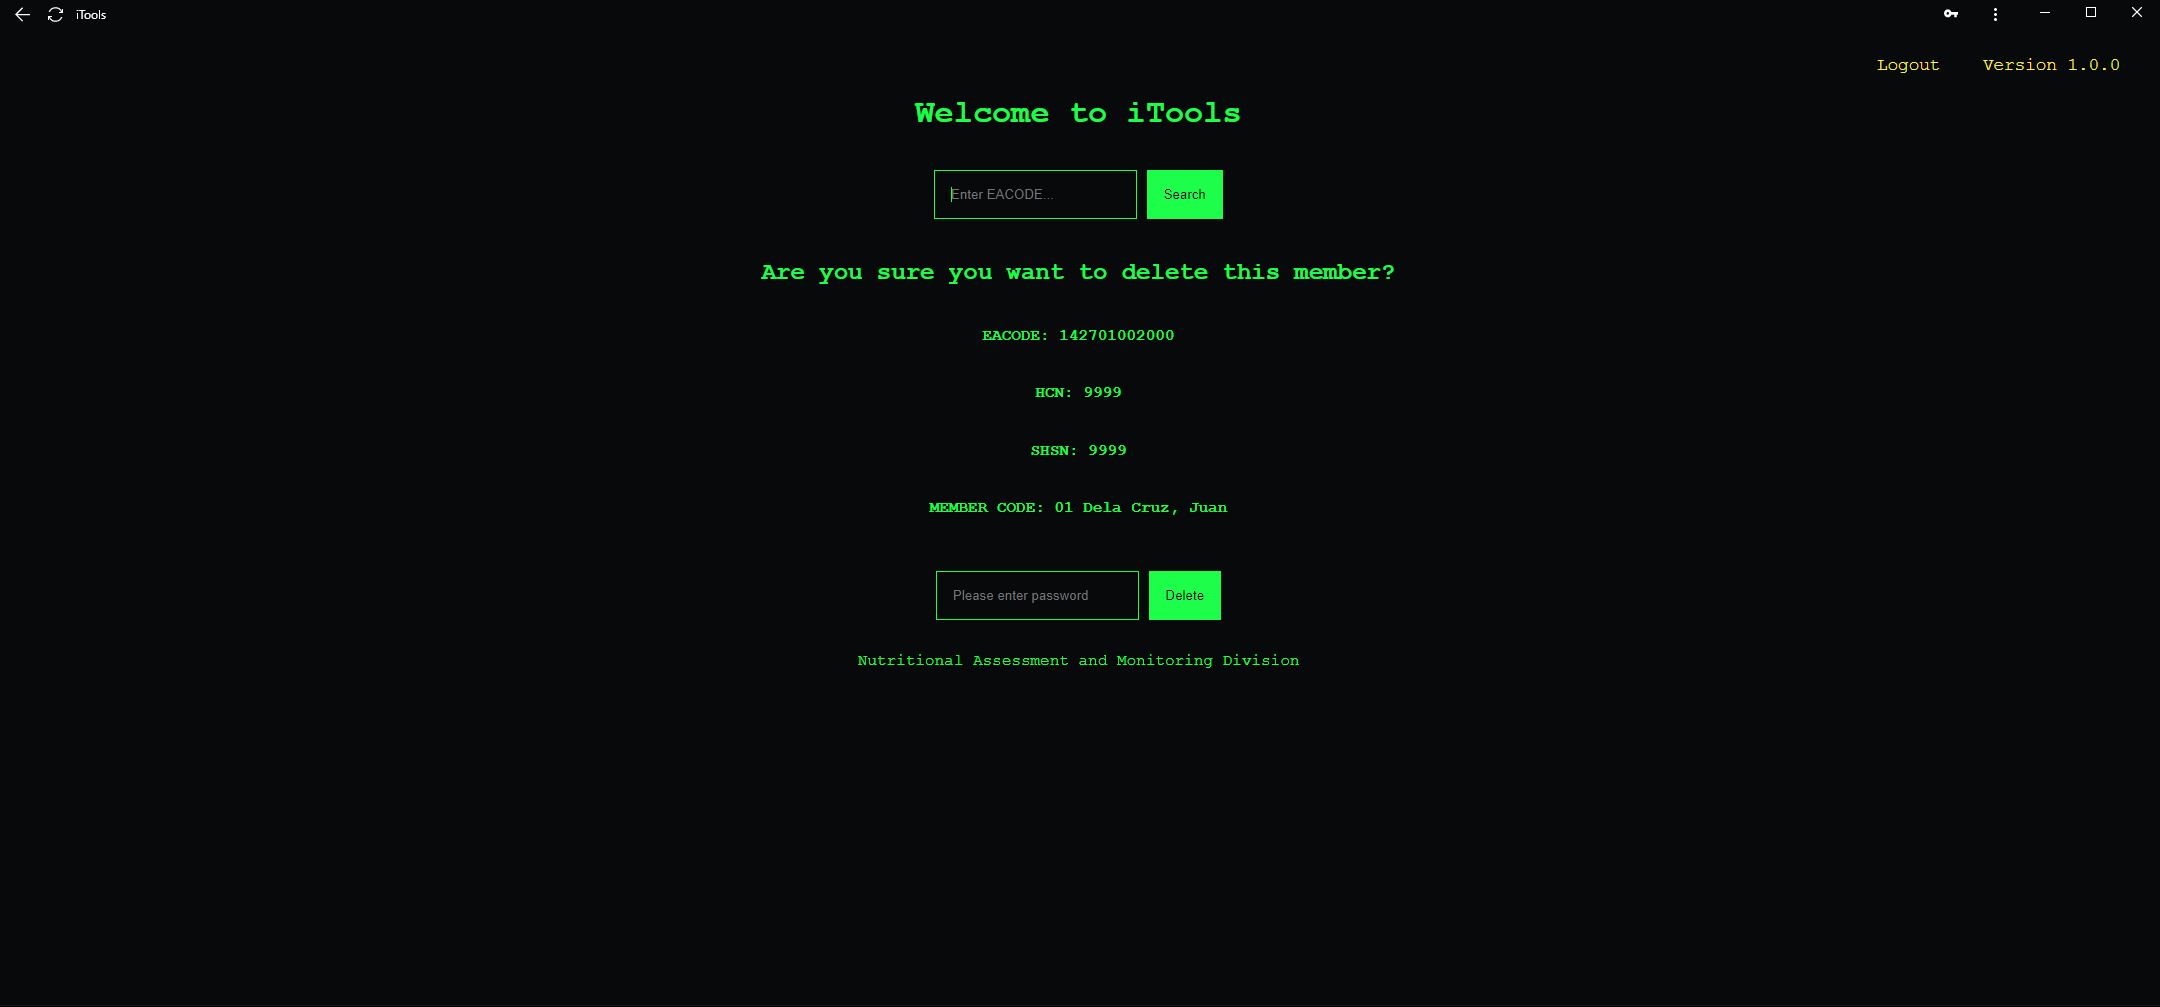 iTools
Logout Version 1.0.0
Welcome to iTools
Enter EACODE...
Search
Are you sure you want to delete this member?
EACODE: 142701002000
HCN: 9999
SHSN: 9999
MEMBER CODE: 01 Dela Cruz, Juan
Please enter password
Delete
Nutritional Assessment and Monitoring Division